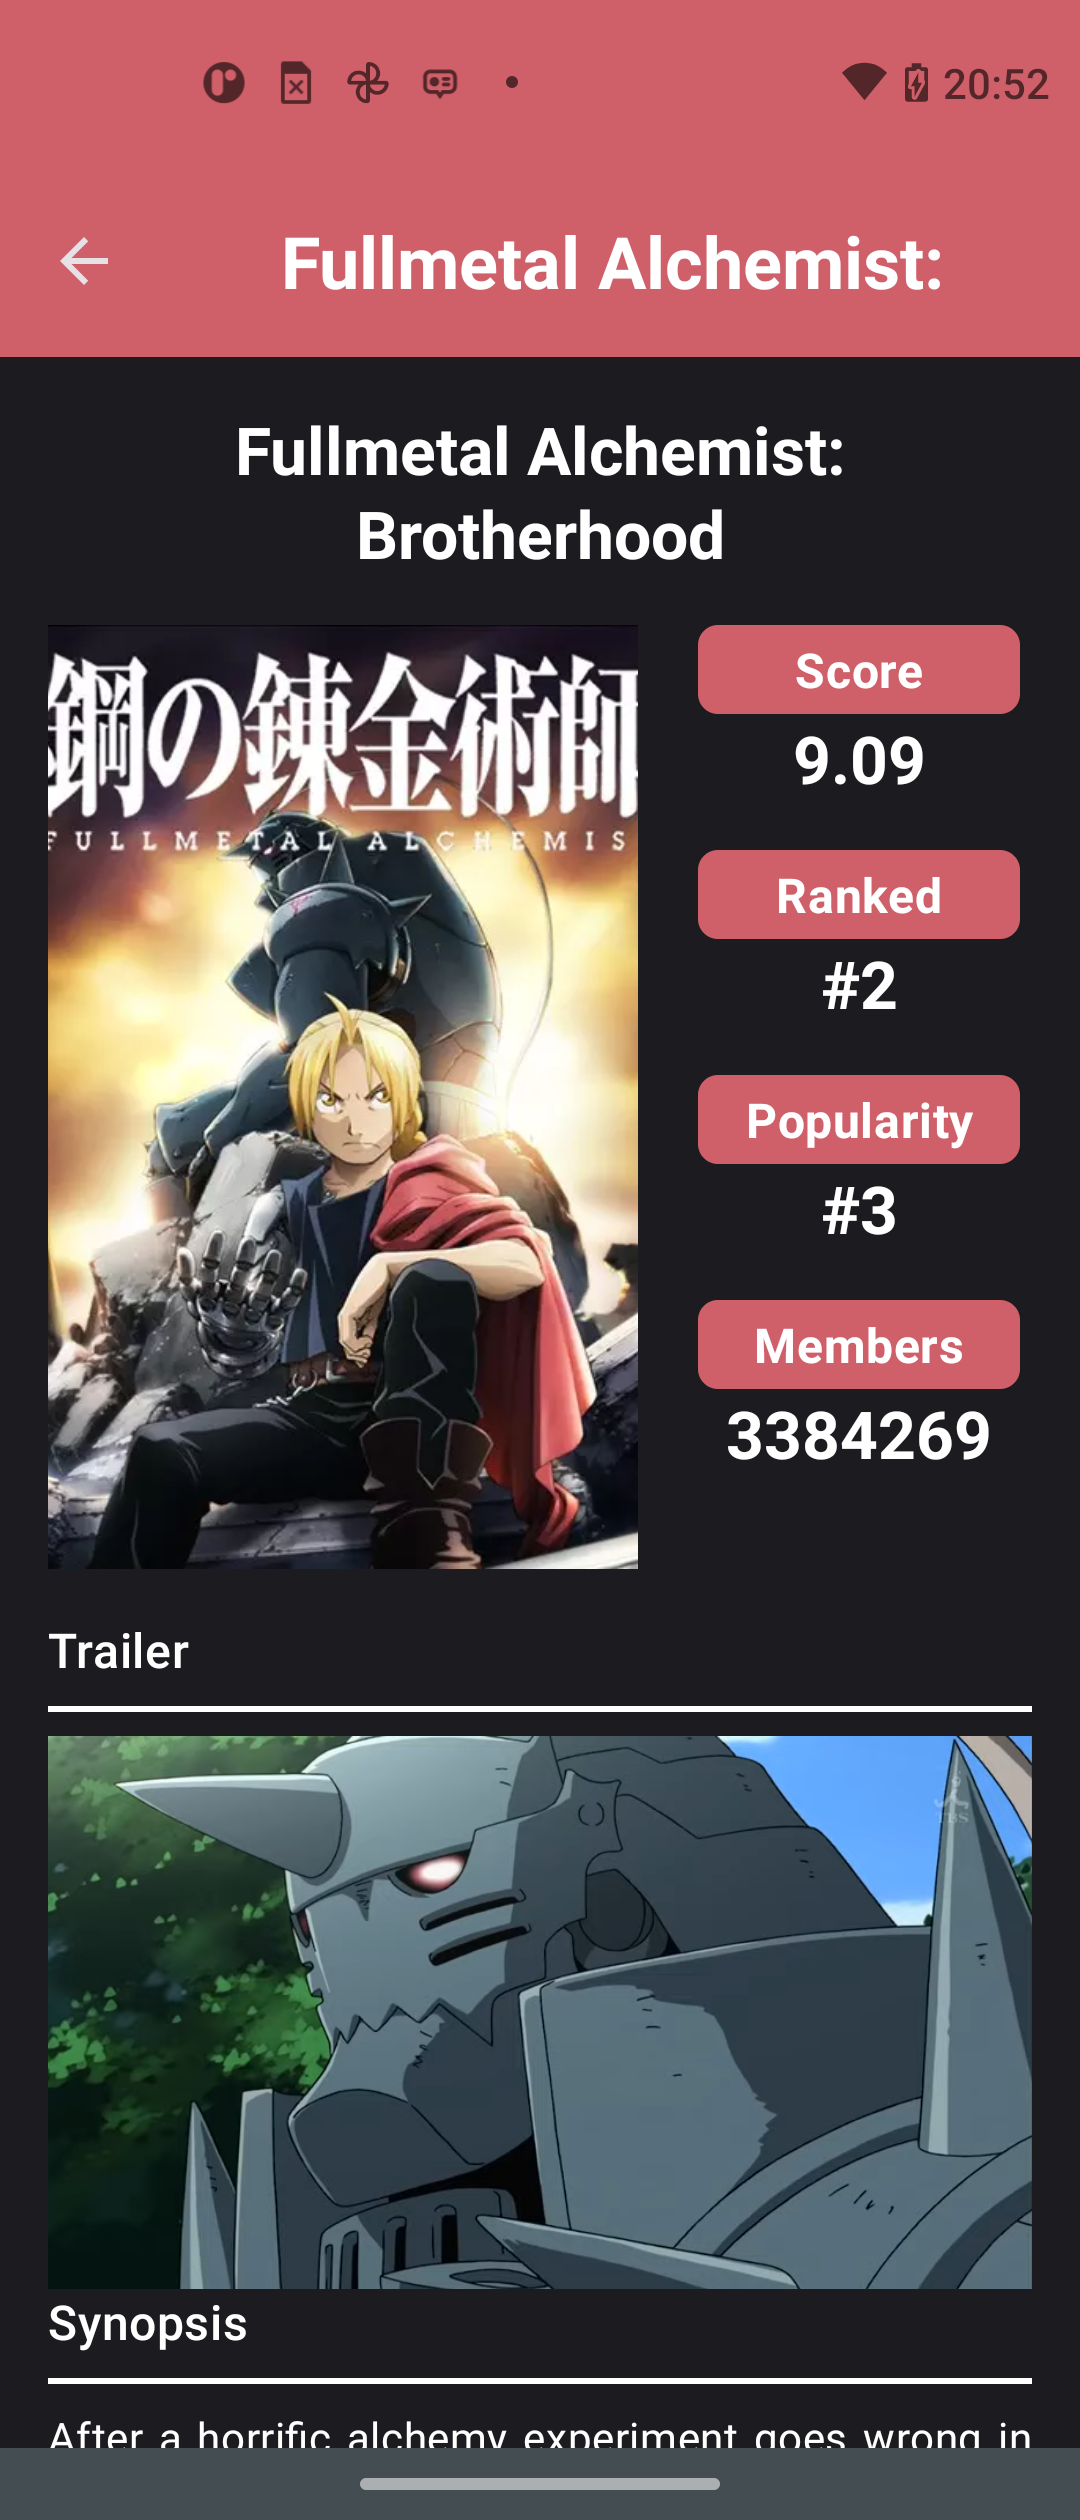 20:52
Fullmetal Alchemist:
Fullmetal Alchemist:
Brotherhood
鋼の錬金術師
FULLMETAL ALCHEMIS
Score
9.09
Ranked
#2
Popularity
#3
Members
3384269
Trailer
Synopsis
After a horrific alchemy experiment goes wrong in